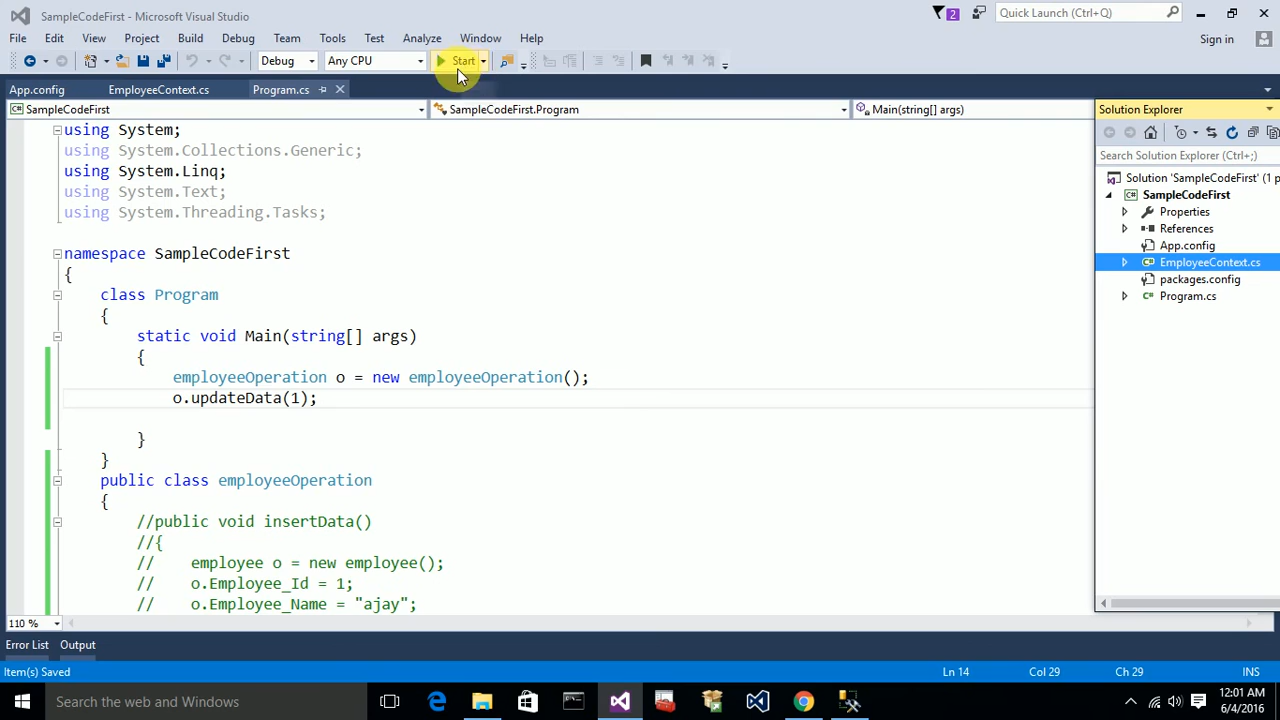 SampleCodeFirst - Microsoft Visual Studio
2
Quick Launch (Ctrl+Q)
File Edit View Project Build Debug Team Tools Test Analyze Window Help
Sign in
Debug Any CPU Start
App.config EmployeeContext.cs Program.cs
SampleCodeFirst SampleCodeFirst.Program Main(string[] args)
using System;
using System.Collections.Generic;
using System.Linq;
using System.Text;
using System.Threading.Tasks;
namespace SampleCodeFirst
{
class Program
{
static void Main(string[] args)
{
employeeOperation o = new employeeOperation();
o.updateData(1);
}
}
public class employeeOperation
{
//public void insertData()
//{
// employee o = new employee();
// o.Employee_Id = 1;
// o.Employee_Name = "ajay";
110 %
Solution Explorer
Search Solution Explorer (Ctrl+;)
Solution 'SampleCodeFirst' (1 p
SampleCodeFirst
Properties
References
App.config
EmployeeContext.cs
packages.config
Program.cs
Error List Output
Item(s) Saved Ln 14 Col 29 Ch 29 INS
Search the web and Windows
12:01 AM
6/4/2016